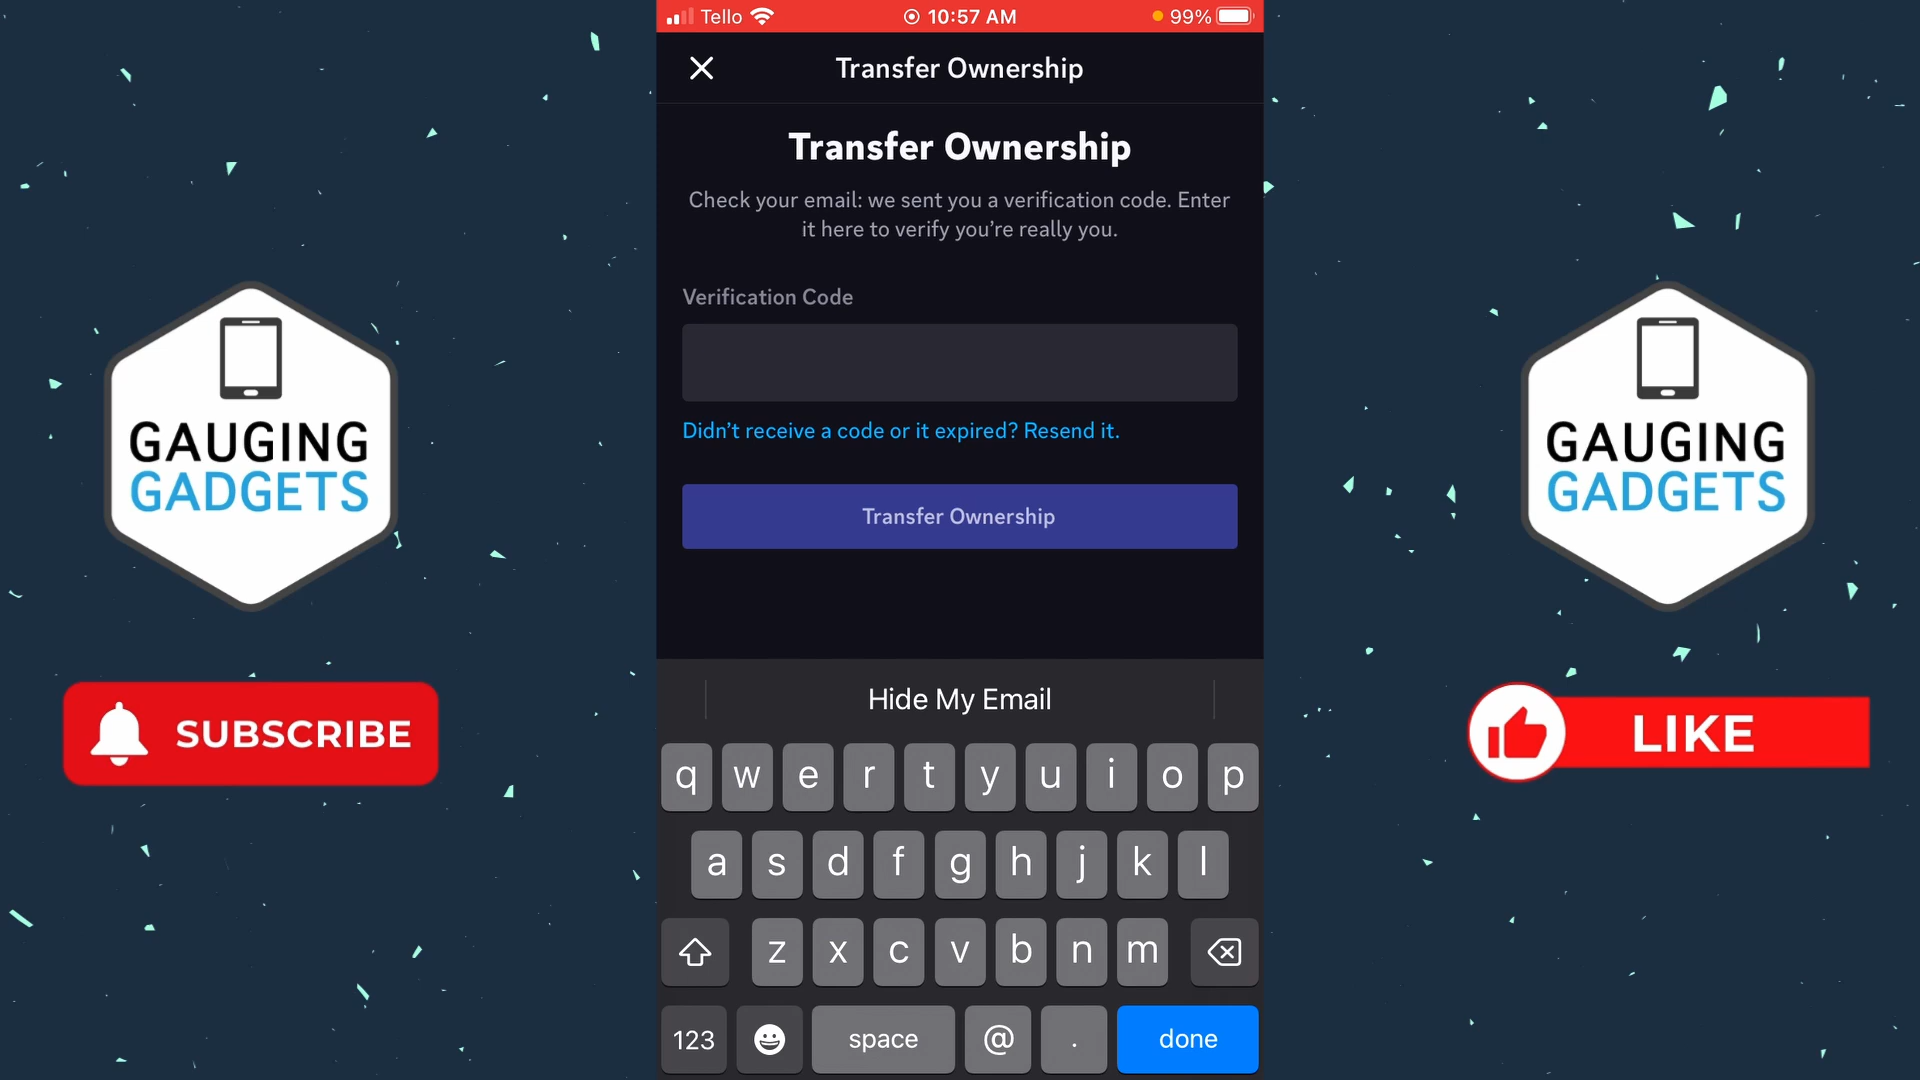 Tello
10:57 AM
99%
Transfer Ownership
Transfer Ownership
Check your email: we sent you a verification code. Enter
it here to verify you’re really you.
Verification Code
Didn’t receive a code or it expired? Resend it.
Transfer Ownership
Hide My Email
q w e r t y u i o p
a s d f g h j k l
z x c v b n m
123 space @ . done
GAUGING
GADGETS
SUBSCRIBE
GAUGING
GADGETS
LIKE